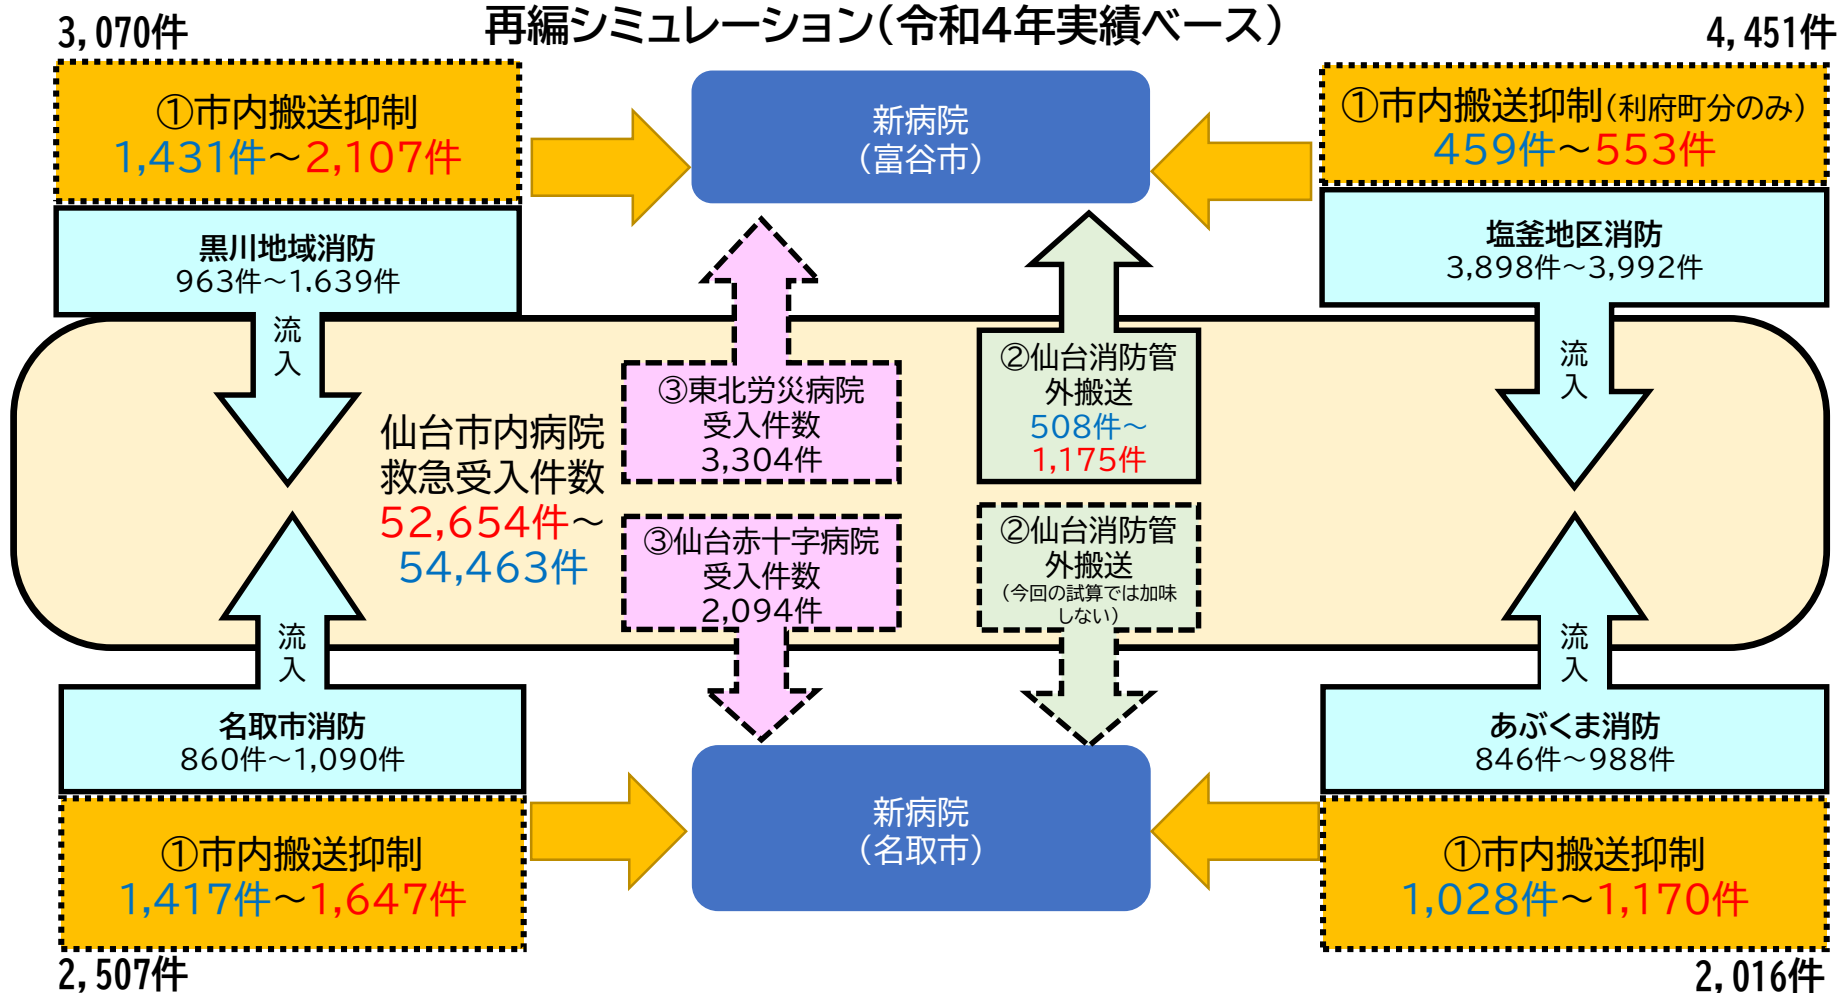 再編シミュレーション(令和4年実績ベース)
3,070件
4,451件
①市内搬送抑制
1,431件～2,107件
新病院
（富谷市）
①市内搬送抑制(利府町分のみ)
459件～553件
黒川地域消防
963件～1,639件
塩釜地区消防
3,898件～3,992件
流入
流入
③東北労災病院
受入件数
3,304件
②仙台消防管
外搬送
508件～
1,175件
仙台市内病院
救急受入件数
52,654件～
54,463件
③仙台赤十字病院
受入件数
2,094件
②仙台消防管
外搬送
（今回の試算では加味
しない）
流入
流入
名取市消防
860件～1,090件
あぶくま消防
846件～988件
①市内搬送抑制
1,417件～1,647件
新病院
（名取市）
①市内搬送抑制
1,028件～1,170件
2,507件
2,016件